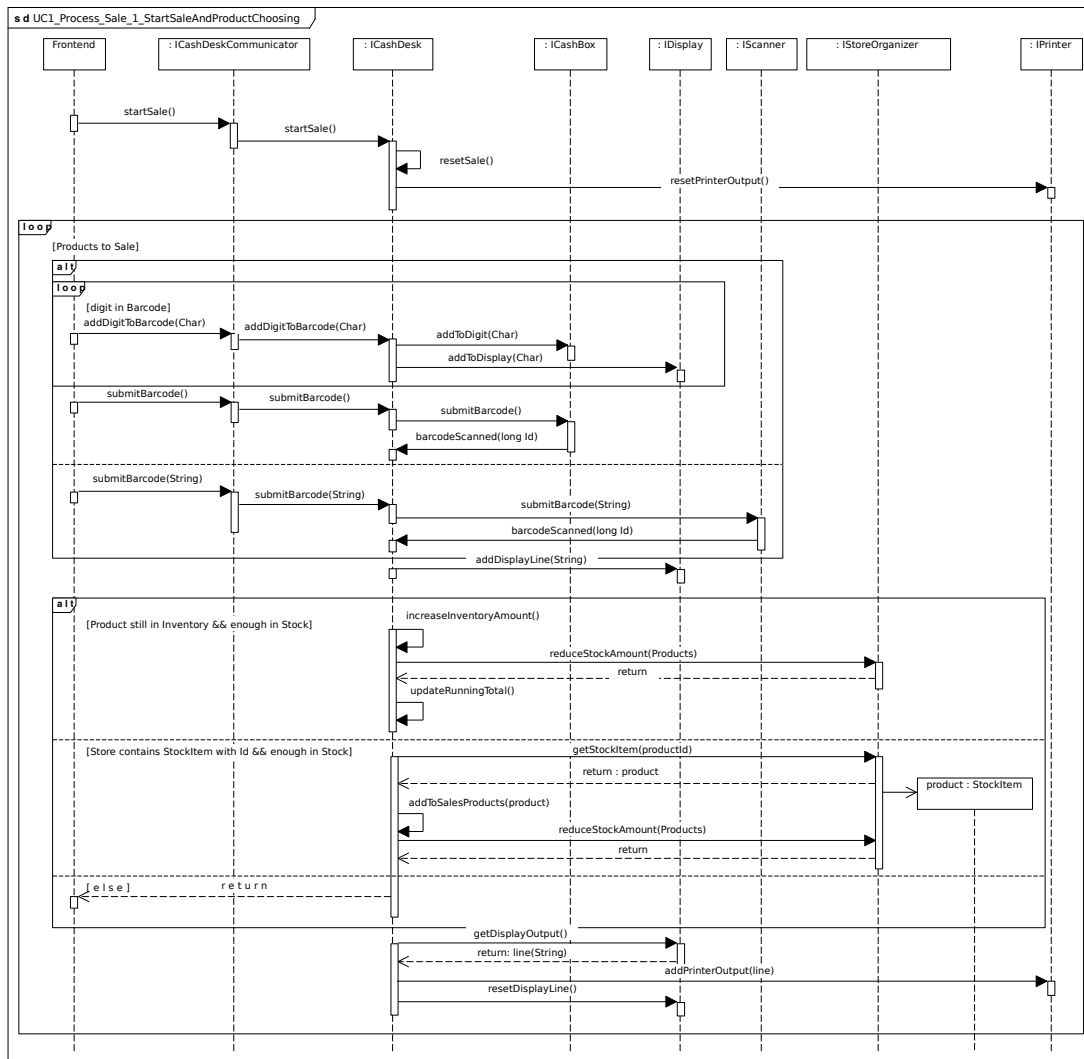 sd UC1_Process_Sale_1_StartSaleAndProductChoosing
Frontend
: ICashDeskCommunicator
: ICashDesk
: ICashBox
: IDisplay
: IScanner
: IStoreOrganizer
: IPrinter
startSale()
startSale()
resetSale()
resetPrinterOutput()
loop
[Products to Sale]
alt
loop
[digit in Barcode]
addDigitToBarcode(Char)
addDigitToBarcode(Char)
addToDigit(Char)
addToDisplay(Char)
submitBarcode()
submitBarcode()
submitBarcode()
barcodeScanned(long Id)
submitBarcode(String)
submitBarcode(String)
submitBarcode(String)
barcodeScanned(long Id)
addDisplayLine(String)
alt
[Product still in Inventory && enough in Stock]
increaseInventoryAmount()
reduceStockAmount(Products)
return
updateRunningTotal()
[Store contains StockItem with Id && enough in Stock]
getStockItem(productId)
return : product
product : StockItem
addToSalesProducts(product)
reduceStockAmount(Products)
return
[else]
return
getDisplayOutput()
return: line(String)
addPrinterOutput(line)
resetDisplayLine()